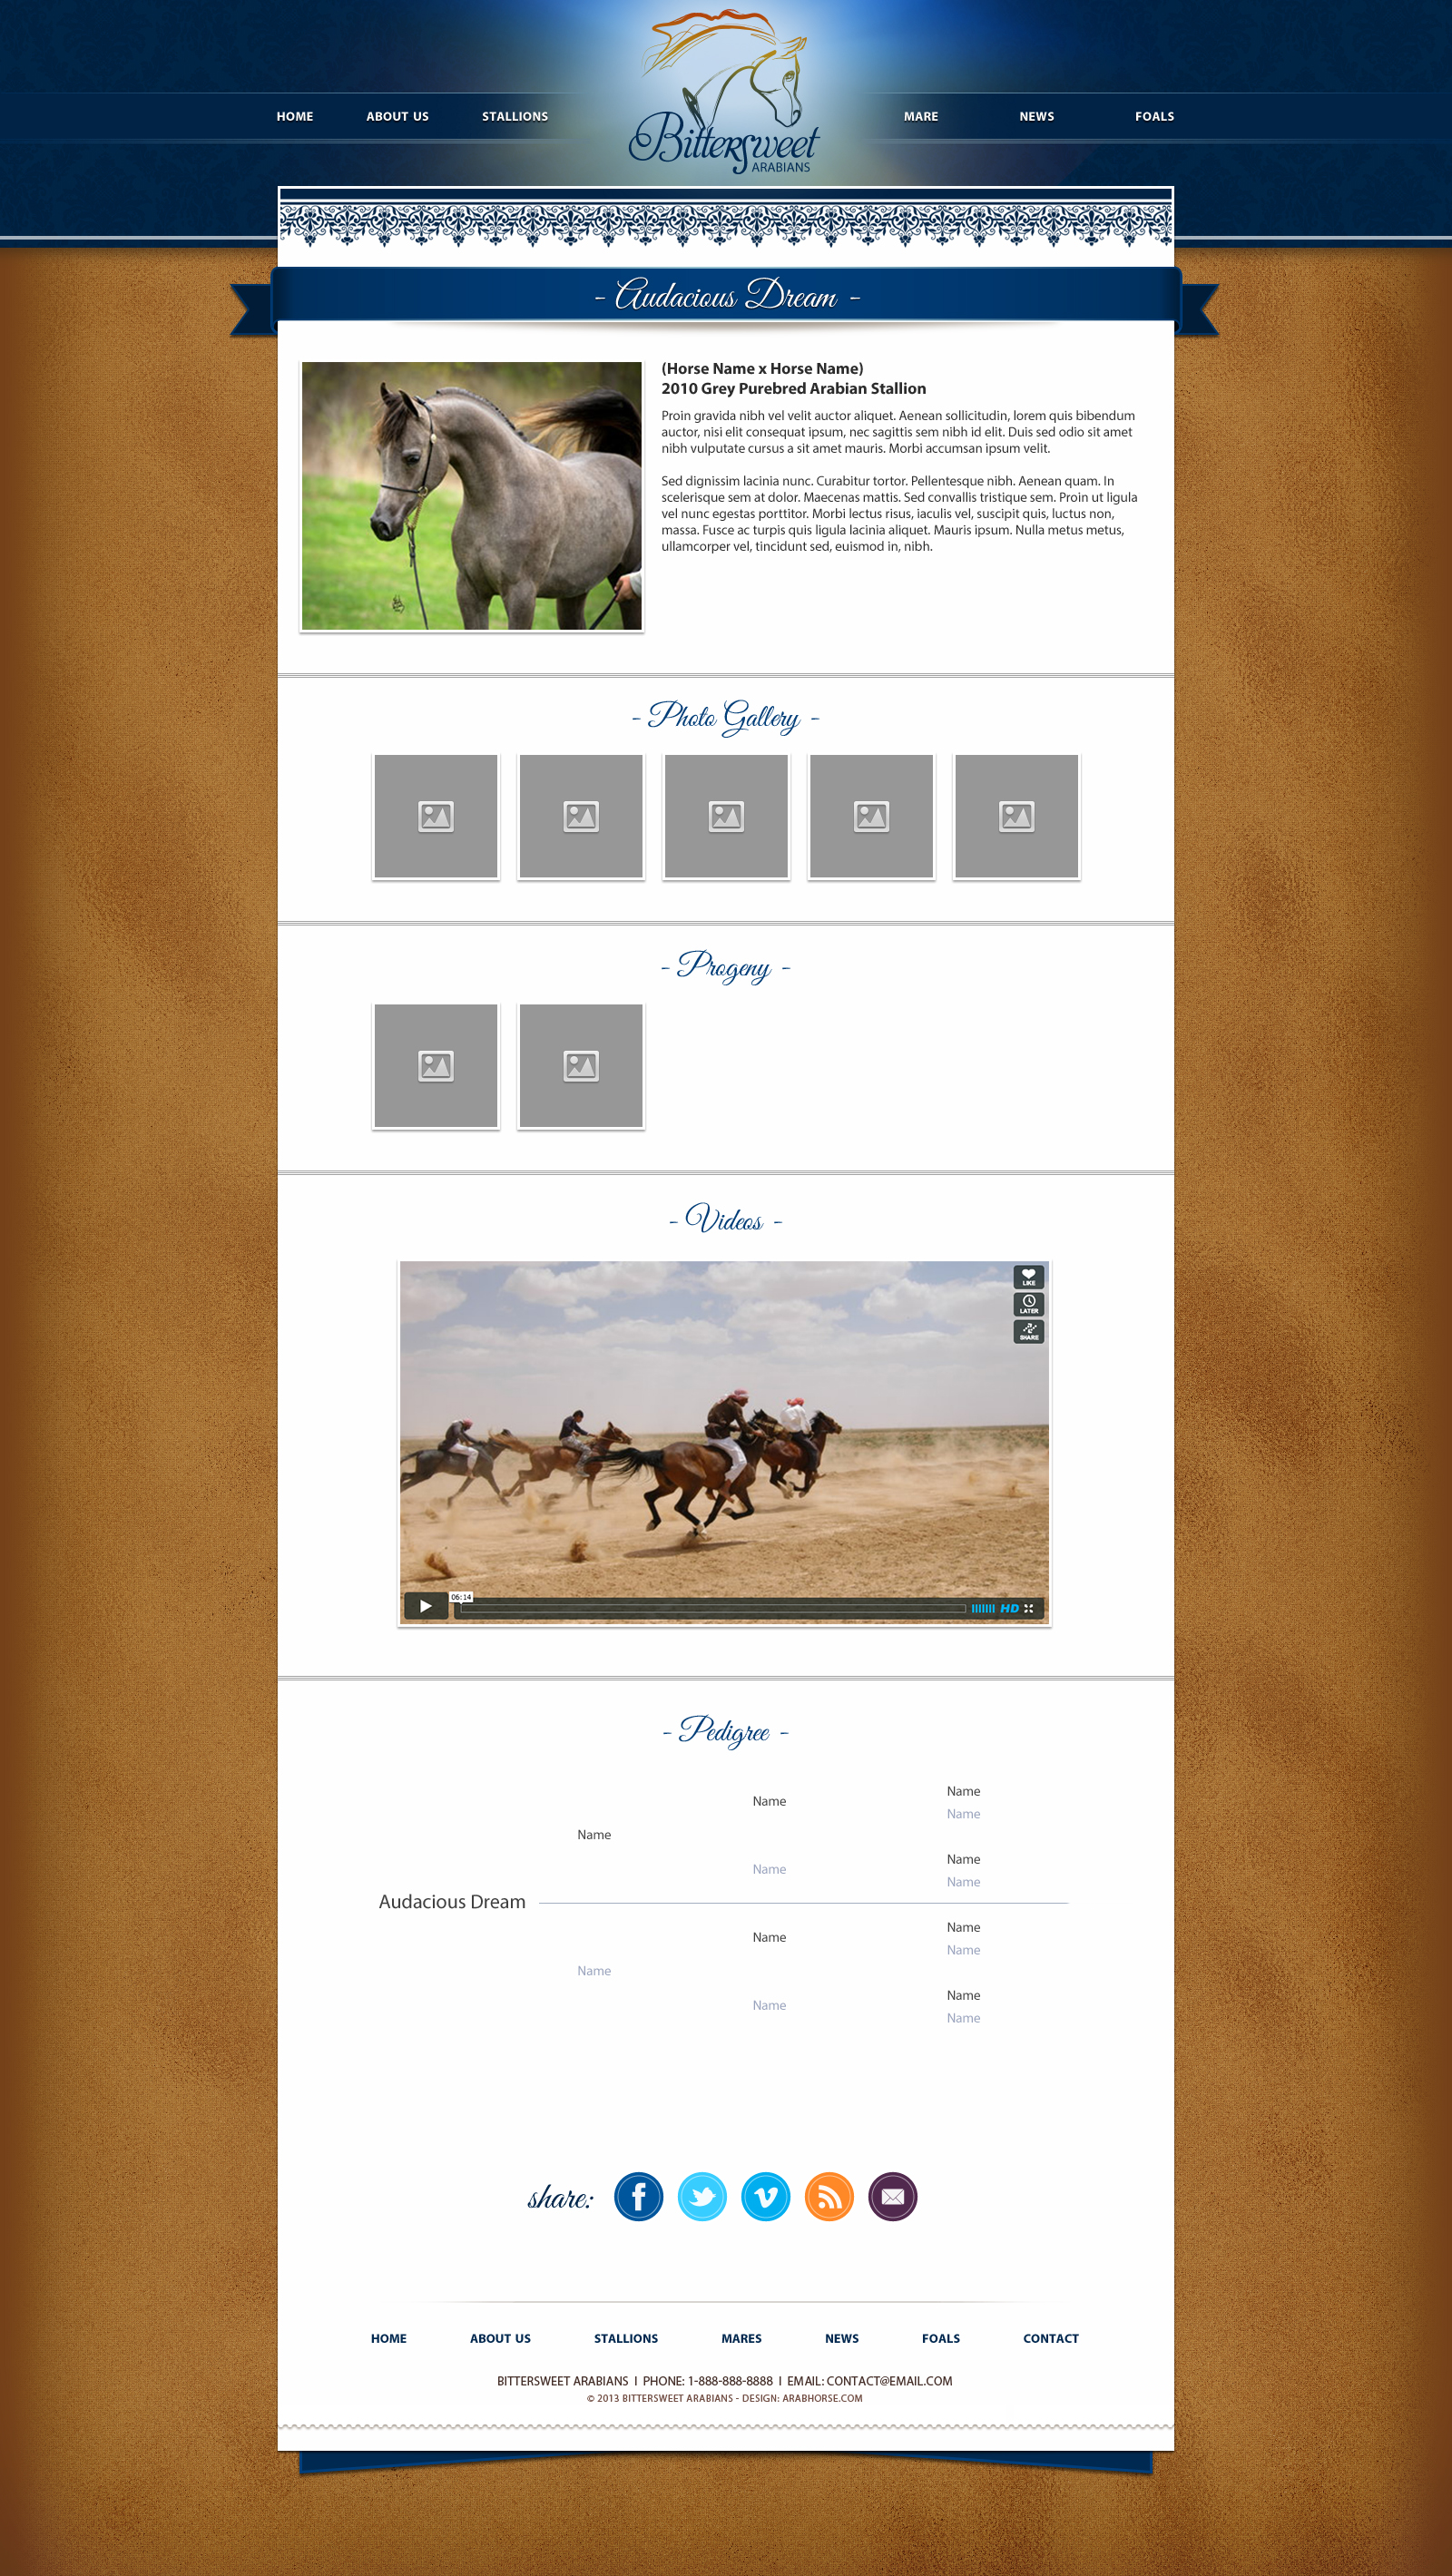 HOME ABOUT US STALLIONS MARE NEWS FOALS
Bittersweet
ARABIANS
- Audacious Dream -
(Horse Name x Horse Name)
2010 Grey Purebred Arabian Stallion
Proin gravida nibh vel velit auctor aliquet. Aenean sollicitudin, lorem quis bibendum
auctor, nisi elit consequat ipsum, nec sagittis sem nibh id elit. Duis sed odio sit amet
nibh vulputate cursus a sit amet mauris. Morbi accumsan ipsum velit.
Sed dignissim lacinia nunc. Curabitur tortor. Pellentesque nibh. Aenean quam. In
scelerisque sem at dolor. Maecenas mattis. Sed convallis tristique sem. Proin ut ligula
vel nunc egestas porttitor. Morbi lectus risus, iaculis vel, suscipit quis, luctus non,
massa. Fusce ac turpis quis ligula lacinia aliquet. Mauris ipsum. Nulla metus metus,
ullamcorper vel, tincidunt sed, euismod in, nibh.
- Photo Gallery -
- Progeny -
- Videos -
LIKE
LATER
SHARE
06:14
HD
- Pedigree -
Name
Name
Name
Name
Name
Name
Name
Audacious Dream
Name
Name
Name
Name
Name
Name
Name
share:
HOME ABOUT US STALLIONS MARES NEWS FOALS CONTACT
BITTERSWEET ARABIANS | PHONE: 1-888-888-8888 | EMAIL: CONTACT@EMAIL.COM
© 2013 BITTERSWEET ARABIANS - DESIGN: ARABHORSE.COM